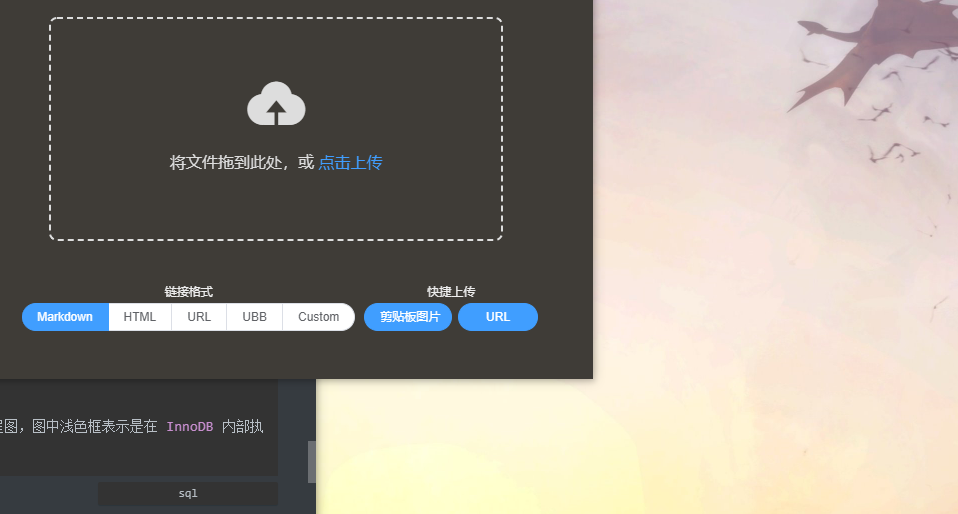 将文件拖到此处，或 点击上传
链接格式 快捷上传
Markdown HTML URL UBB Custom 剪贴板图片 URL
图，图中浅色框表示是在 InnoDB 内部执
sql